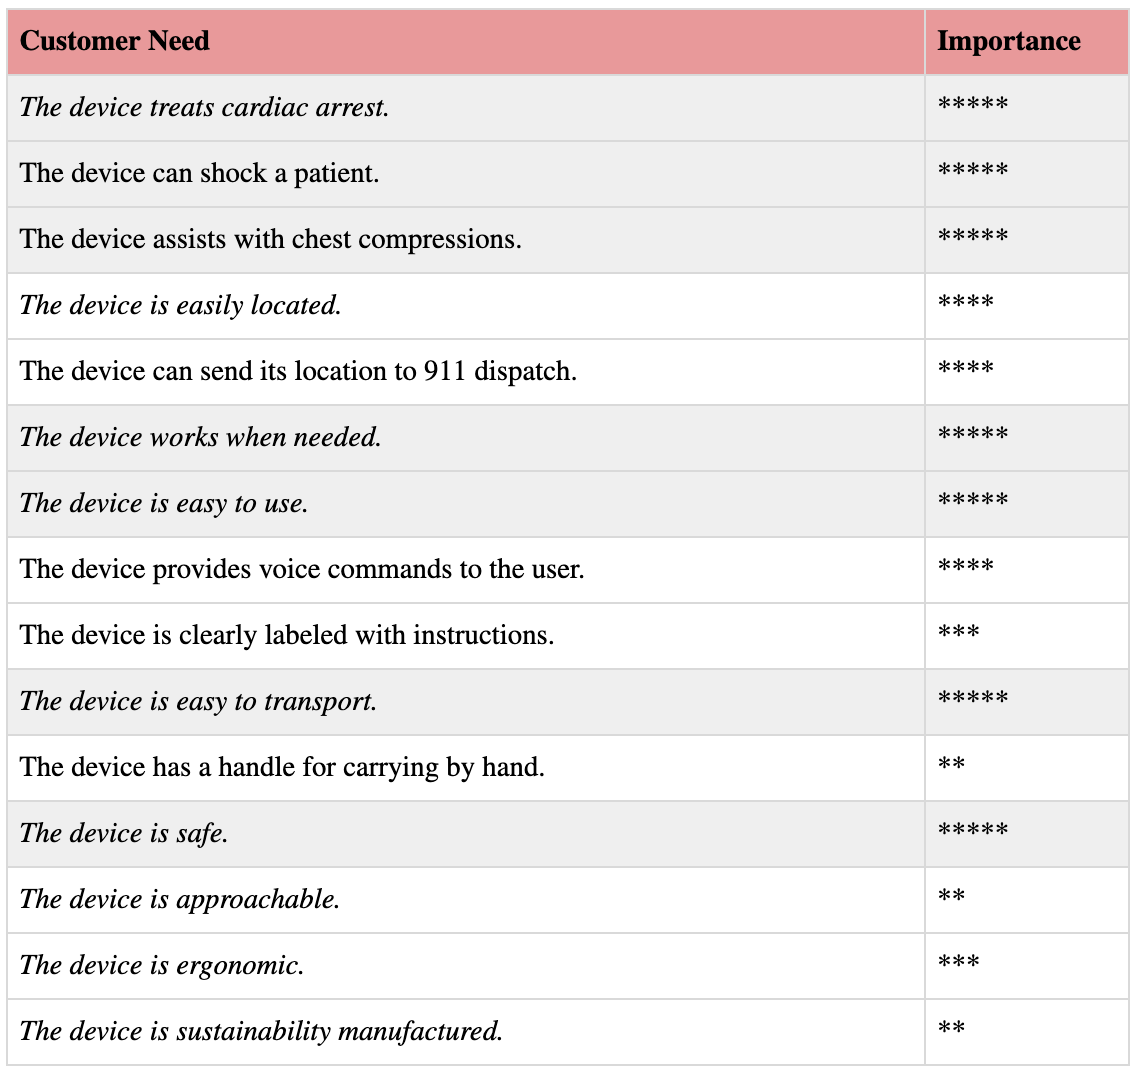 Customer Need Importance
The device treats cardiac arrest. *****
The device can shock a patient. *****
The device assists with chest compressions. *****
The device is easily located. ****
The device can send its location to 911 dispatch. ****
The device works when needed. *****
The device is easy to use. *****
The device provides voice commands to the user. ****
The device is clearly labeled with instructions. ***
The device is easy to transport. *****
The device has a handle for carrying by hand. **
The device is safe. *****
The device is approachable. **
The device is ergonomic. ***
The device is sustainability manufactured. **